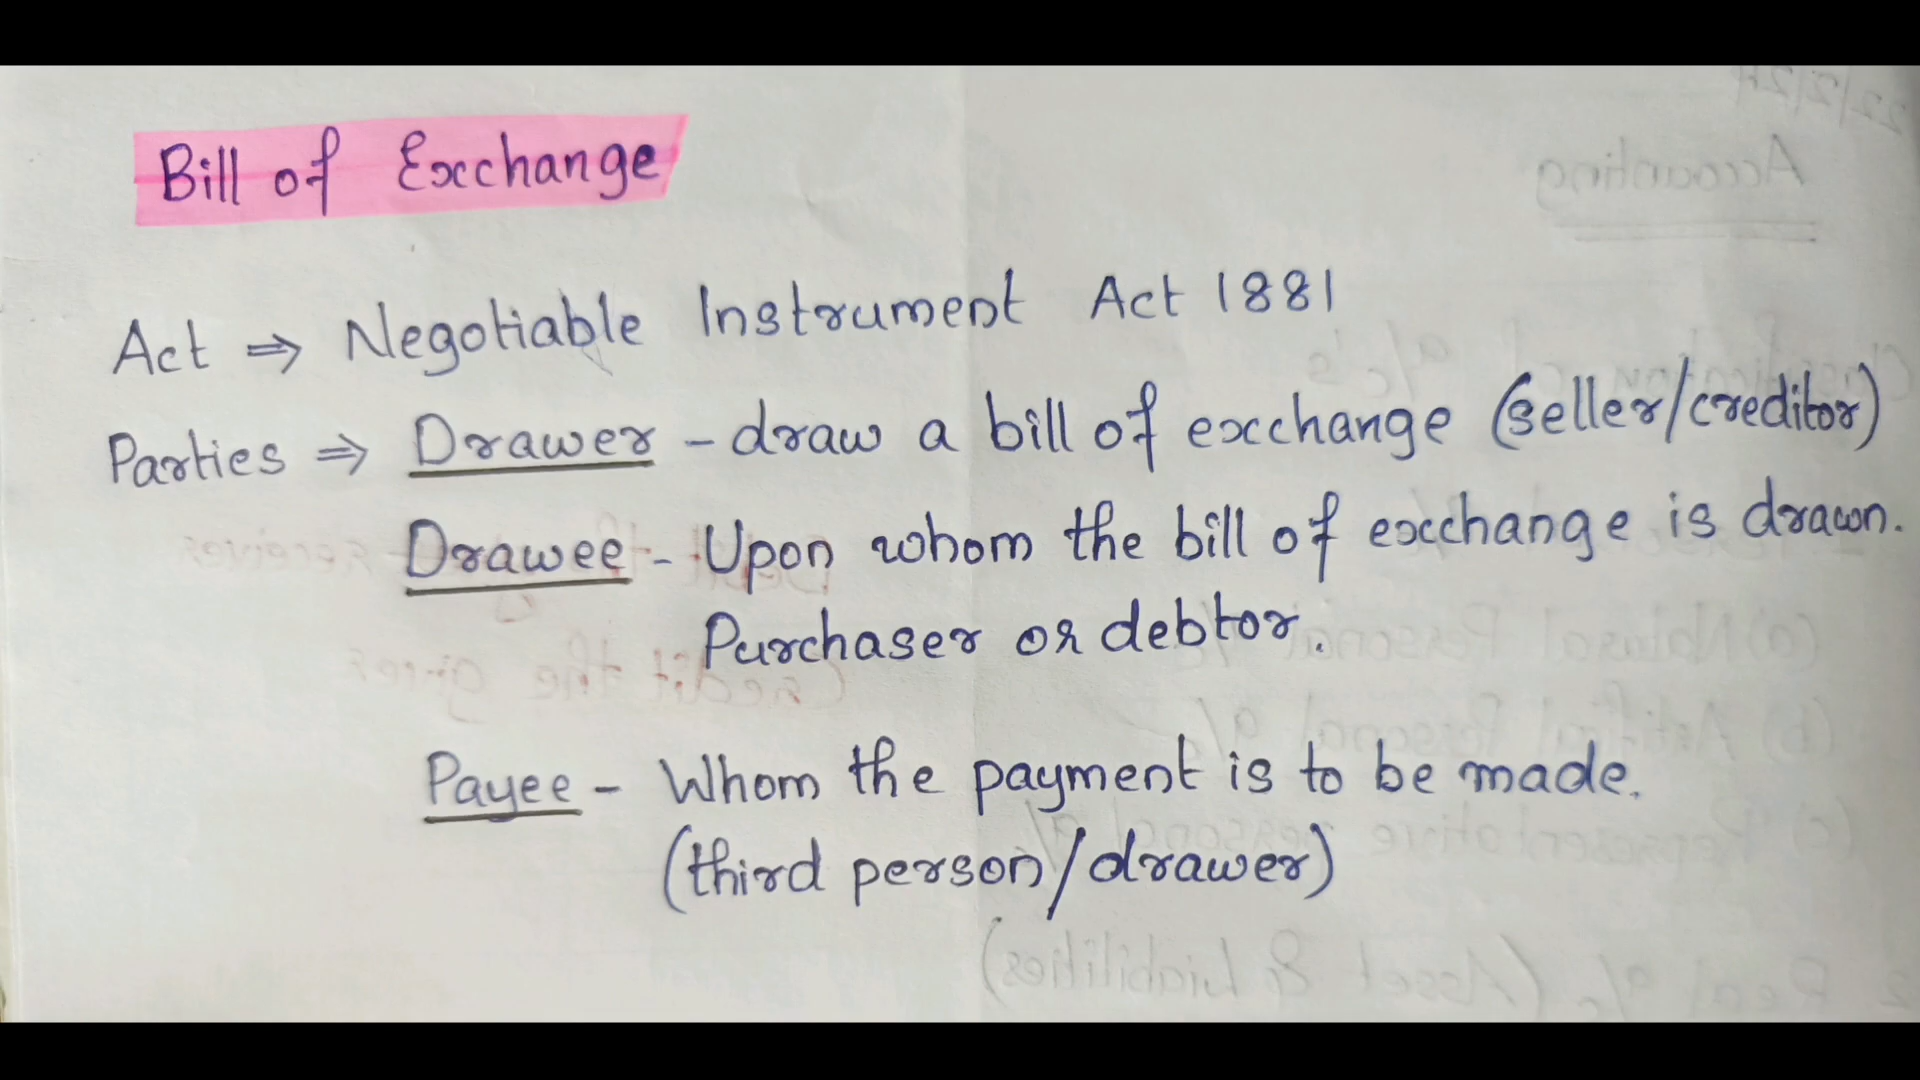 Bill of Exchange
Act ⇒ Negotiable Instrument Act 1881
Parties ⇒ Drawer - draw a bill of exchange (seller/creditor)
Drawee - Upon whom the bill of exchange is drawn.
Purchaser or debtor.
Payee - Whom the payment is to be made.
(third person/drawer)